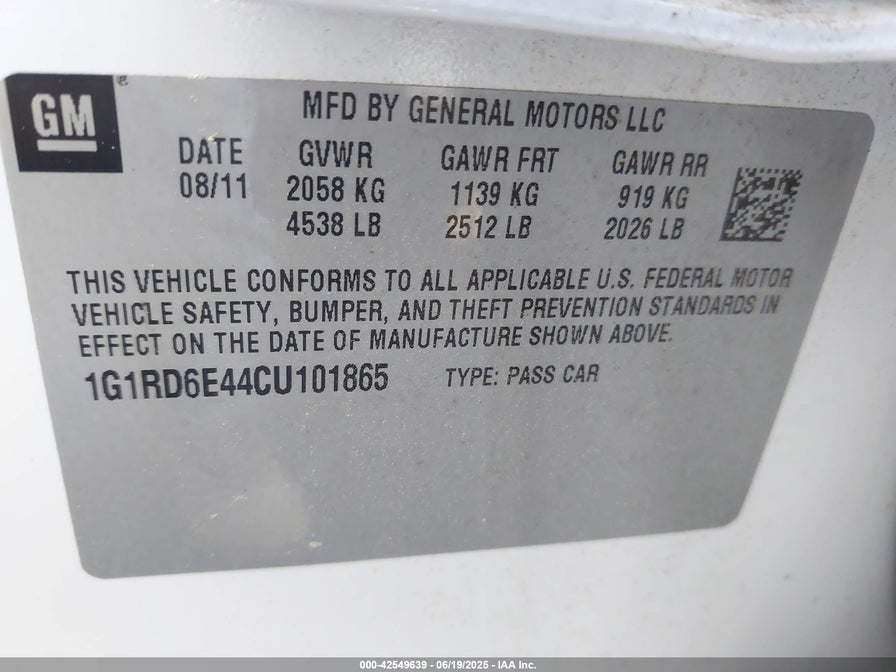 GM ®
MFD BY GENERAL MOTORS LLC
DATE GVWR GAWR FRT GAWR RR
08/11 2058 KG 1139 KG 919 KG
4538 LB 2512 LB 2026 LB
THIS VEHICLE CONFORMS TO ALL APPLICABLE U.S. FEDERAL MOTOR
VEHICLE SAFETY, BUMPER, AND THEFT PREVENTION STANDARDS IN
EFFECT ON THE DATE OF MANUFACTURE SHOWN ABOVE.
1G1RD6E44CU101865 TYPE: PASS CAR
000-42549639 - 06/19/2025 - IAA Inc.